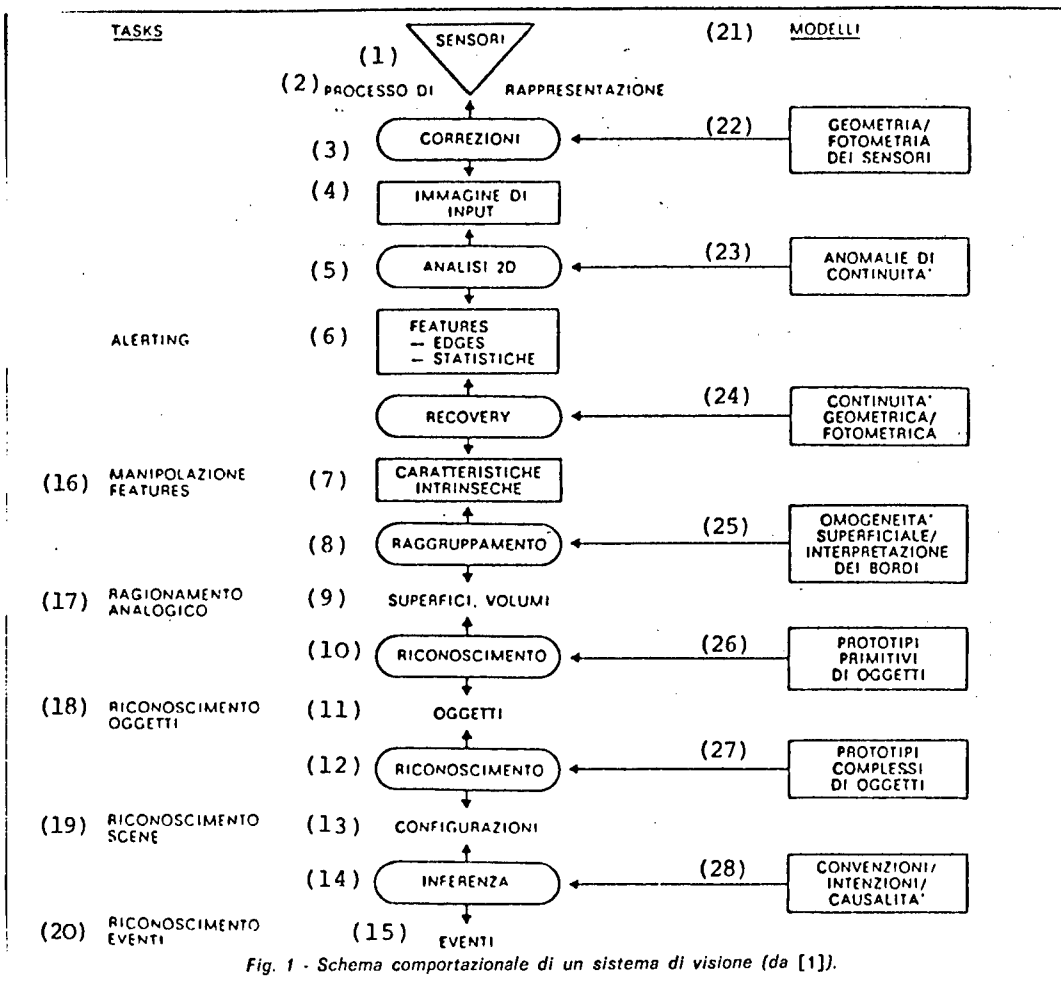 TASKS
(1)
SENSORI
(21) MODELLI
(2) PROCESSO DI RAPPRESENTAZIONE
(3)
CORREZIONI
(22)
GEOMETRIA/
FOTOMETRIA
DEI SENSORI
(4)
IMMAGINE DI
INPUT
(5)
ANALISI 2D
(23)
ANOMALIE DI
CONTINUITA'
ALERTING
(6)
FEATURES
— EDGES
— STATISTICHE
RECOVERY
(24)
CONTINUITA'
GEOMETRICA/
FOTOMETRICA
(16) MANIPOLAZIONE
FEATURES
(7)
CARATTERISTICHE
INTRINSECHE
(8)
RAGGRUPPAMENTO
(25)
OMOGENEITA'
SUPERFICIALE/
INTERPRETAZIONE
DEI BORDI
(17) RAGIONAMENTO
ANALOGICO
(9) SUPERFICI, VOLUMI
(10)
RICONOSCIMENTO
(26)
PROTOTIPI
PRIMITIVI
DI OGGETTI
(18) RICONOSCIMENTO
OGGETTI
(11) OGGETTI
(12)
RICONOSCIMENTO
(27)
PROTOTIPI
COMPLESSI
DI OGGETTI
(19) RICONOSCIMENTO
SCENE
(13) CONFIGURAZIONI
(14)
INFERENZA
(28)
CONVENZIONI/
INTENZIONI/
CAUSALITA'
(20) RICONOSCIMENTO
EVENTI
(15) EVENTI
Fig. 1 - Schema comportazionale di un sistema di visione (da [1]).